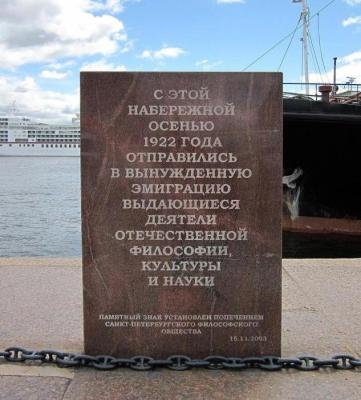 С ЭТОЙ
НАБЕРЕЖНОЙ
ОСЕНЬЮ
1922 ГОДА
ОТПРАВИЛИСЬ
В ВЫНУЖДЕННУЮ
ЭМИГРАЦИЮ
ВЫДАЮЩИЕСЯ
ДЕЯТЕЛИ
ОТЕЧЕСТВЕННОЙ
ФИЛОСОФИИ,
КУЛЬТУРЫ
И НАУКИ
ПАМЯТНЫЙ ЗНАК УСТАНОВЛЕН ПОПЕЧЕНИЕМ
САНКТ-ПЕТЕРБУРГСКОГО ФИЛОСОФСКОГО
ОБЩЕСТВА
15.11.2003